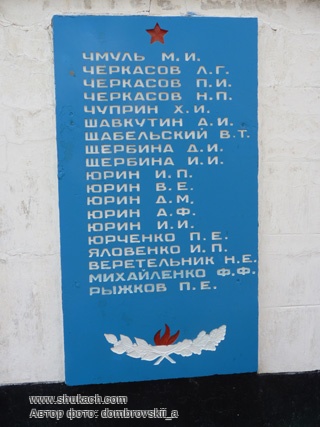 ЧМУЛЬ М.И.
ЧЕРКАСОВ Л.Г.
ЧЕРКАСОВ П.И.
ЧЕРКАСОВ Н.П.
ЧУПРИН Х.И.
ШАВКУТИН А.И.
ШАБЕЛЬСКИЙ В.Т.
ЩЕРБИНА Д.И.
ЩЕРБИНА И.И.
ЮРИН И.П.
ЮРИН В.Е.
ЮРИН Д.М.
ЮРИН А.Ф.
ЮРИН И.И.
ЮРЧЕНКО П.Е.
ЯЛОВЕНКО И.П.
ВЕРЕТЕЛЬНИК Н.Е.
МИХАЙЛЕНКО Ф.Ф.
РЫЖКОВ П.Е.
www.shukach.com
Автор фото: dombrovskii_a